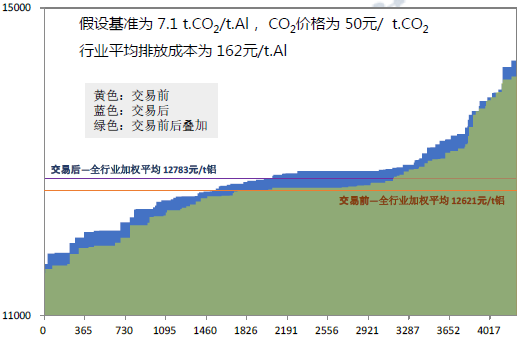 15000
假设基准为 7.1 t.CO₂/t.Al ，CO₂价格为 50元/ t.CO₂
行业平均排放成本为 162元/t.Al
黄色：交易前
蓝色：交易后
绿色：交易前后叠加
交易后—全行业加权平均 12783元/t铝
交易前—全行业加权平均 12621元/t铝
11000
0 365 730 1095 1460 1826 2191 2556 2921 3287 3652 4017